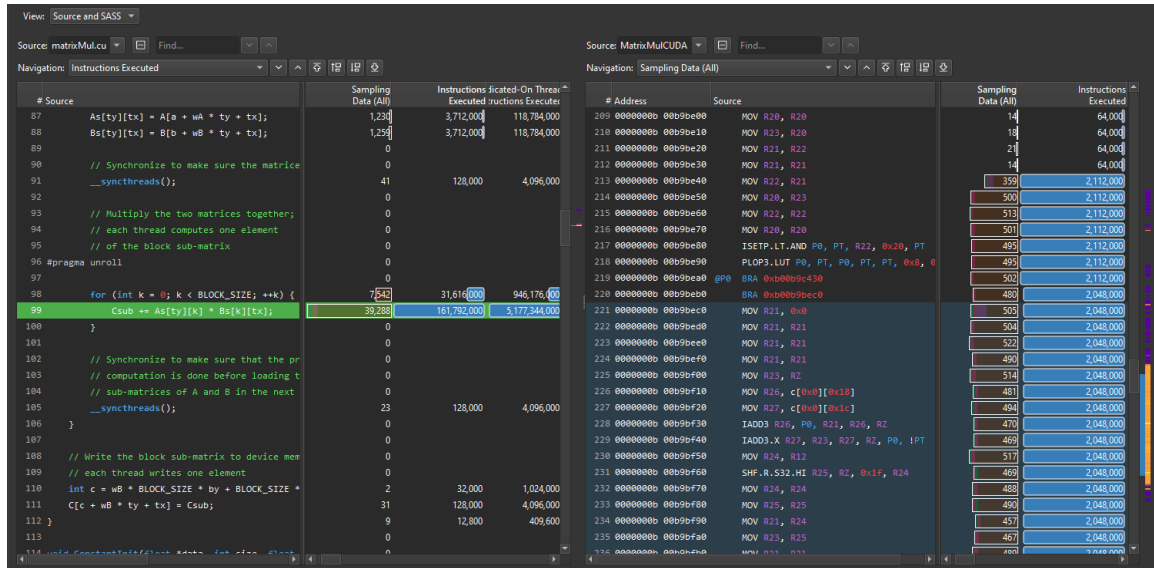 View: Source and SASS
Source: matrixMul.cu Find...
Navigation: Instructions Executed
# Source Sampling Data (All) Instructions Executed
87 As[ty][tx] = A[a + wA * ty + tx]; 1,230 3,712,000 118,784,000
88 Bs[ty][tx] = B[b + wB * ty + tx]; 1,259 3,712,000 118,784,000
89 0
90 // Synchronize to make sure the matrice 0
91 __syncthreads(); 41 128,000 4,096,000
92 0
93 // Multiply the two matrices together; 0
94 // each thread computes one element 0
95 // of the block sub-matrix 0
96 #pragma unroll 0
97 0
98 for (int k = 0; k < BLOCK_SIZE; ++k) { 7,542 31,616,000 946,176,000
99 Csub += As[ty][k] * Bs[k][tx]; 39,288 161,792,000 5,177,344,000
100 } 0
101 0
102 // Synchronize to make sure that the pr 0
103 // computation is done before loading t 0
104 // sub-matrices of A and B in the next 0
105 __syncthreads(); 23 128,000 4,096,000
106 } 0
107 0
108 // Write the block sub-matrix to device mem 0
109 // each thread writes one element 0
110 int c = wB * BLOCK_SIZE * by + BLOCK_SIZE * 2 32,000 1,024,000
111 C[c + wB * ty + tx] = Csub; 31 128,000 4,096,000
112 } 9 12,800 409,600
113 0
Source: MatrixMulCUDA Find...
Navigation: Sampling Data (All)
# Address Source Sampling Data (All) Instructions Executed
209 0000000b 00b9be00 MOV R20, R20 14 64,000
210 0000000b 00b9be10 MOV R23, R20 18 64,000
211 0000000b 00b9be20 MOV R21, R22 21 64,000
212 0000000b 00b9be30 MOV R21, R21 14 64,000
213 0000000b 00b9be40 MOV R22, R21 359 2,112,000
214 0000000b 00b9be50 MOV R20, R23 500 2,112,000
215 0000000b 00b9be60 MOV R22, R22 513 2,112,000
216 0000000b 00b9be70 MOV R20, R20 501 2,112,000
217 0000000b 00b9be80 ISETP.LT.AND P0, PT, R22, 0x20, PT 495 2,112,000
218 0000000b 00b9be90 PLOP3.LUT P0, PT, P0, PT, PT, 0x8, 0 495 2,112,000
219 0000000b 00b9bea0 @P0 BRA 0xb00b9c430 502 2,112,000
220 0000000b 00b9beb0 BRA 0xb00b9bec0 480 2,048,000
221 0000000b 00b9bec0 MOV R21, 0x0 505 2,048,000
222 0000000b 00b9bed0 MOV R21, R21 504 2,048,000
223 0000000b 00b9bee0 MOV R21, R21 522 2,048,000
224 0000000b 00b9bef0 MOV R21, R21 490 2,048,000
225 0000000b 00b9bf00 MOV R23, RZ 514 2,048,000
226 0000000b 00b9bf10 MOV R26, c[0x0][0x18] 481 2,048,000
227 0000000b 00b9bf20 MOV R27, c[0x0][0x1c] 494 2,048,000
228 0000000b 00b9bf30 IADD3 R26, P0, R21, R26, RZ 470 2,048,000
229 0000000b 00b9bf40 IADD3.X R27, R23, R27, RZ, P0, !PT 469 2,048,000
230 0000000b 00b9bf50 MOV R24, R12 517 2,048,000
231 0000000b 00b9bf60 SHF.R.S32.HI R25, RZ, 0x1f, R24 469 2,048,000
232 0000000b 00b9bf70 MOV R24, R24 488 2,048,000
233 0000000b 00b9bf80 MOV R25, R25 490 2,048,000
234 0000000b 00b9bf90 MOV R21, R24 457 2,048,000
235 0000000b 00b9bfa0 MOV R23, R25 467 2,048,000